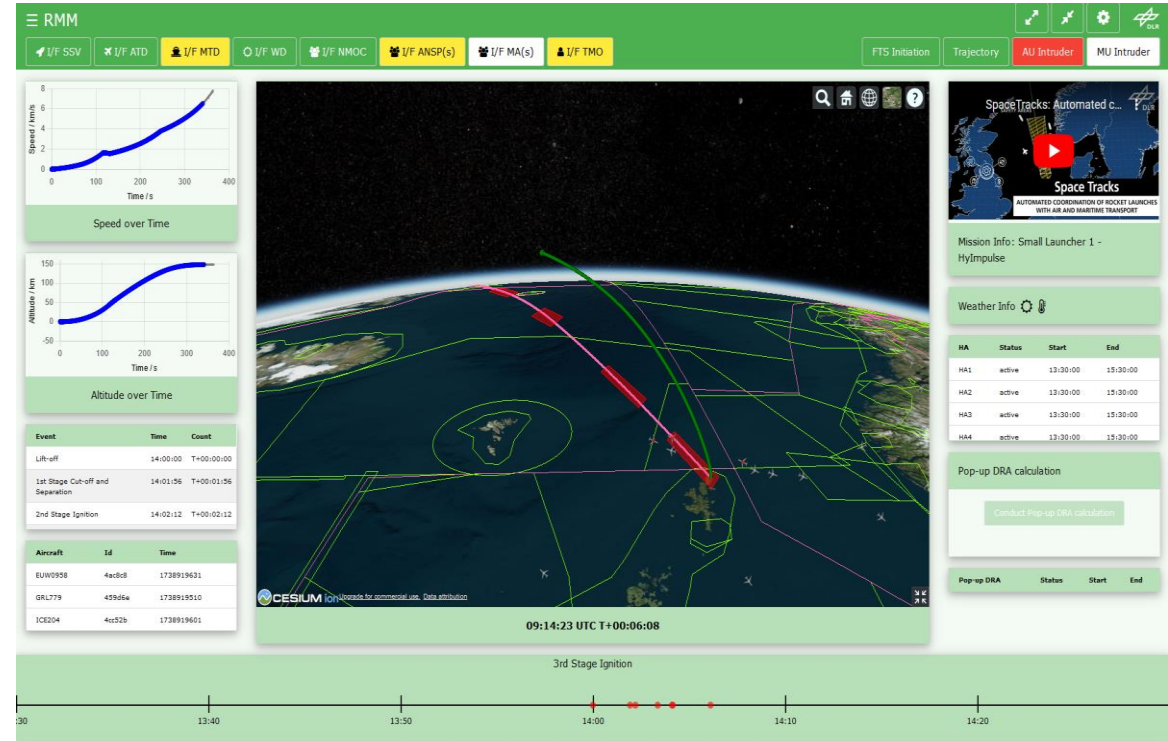 ☰ RMM
DLR
I/F SSV
I/F ATD
I/F MTD
I/F WD
I/F NMOC
I/F ANSP(s)
I/F MA(s)
I/F TMO
FTS Initiation
Trajectory
AU Intruder
MU Intruder
Speed / km/s
8
6
4
2
0
0 100 200 300 400
Time / s
Speed over Time
Altitude / km
150
100
50
0
-50
0 100 200 300 400
Time / s
Altitude over Time
Event Time Count
Lift-off 14:00:00 T+00:00:00
1st Stage Cut-off and 14:01:56 T+00:01:56
Separation
2nd Stage Ignition 14:02:12 T+00:02:12
Aircraft Id Time
EUW0958 4ac8c8 1738919631
GRL779 459d6e 1738919510
ICE204 4cc52b 1738919601
CESIUM ion Upgrade for commercial use. Data attribution
09:14:23 UTC T+00:06:08
SpaceTracks: Automated c...
DLR
Space Tracks
AUTOMATED COORDINATION OF ROCKET LAUNCHES
WITH AIR AND MARITIME TRANSPORT
Mission Info: Small Launcher 1 -
HyImpulse
Weather Info
HA Status Start End
HA1 active 13:30:00 15:30:00
HA2 active 13:30:00 15:30:00
HA3 active 13:30:00 15:30:00
HA4 active 13:30:00 15:30:00
Pop-up DRA calculation
Conduct Pop-up DRA calculation
Pop-up DRA Status Start End
3rd Stage Ignition
:30 13:40 13:50 14:00 14:10 14:20